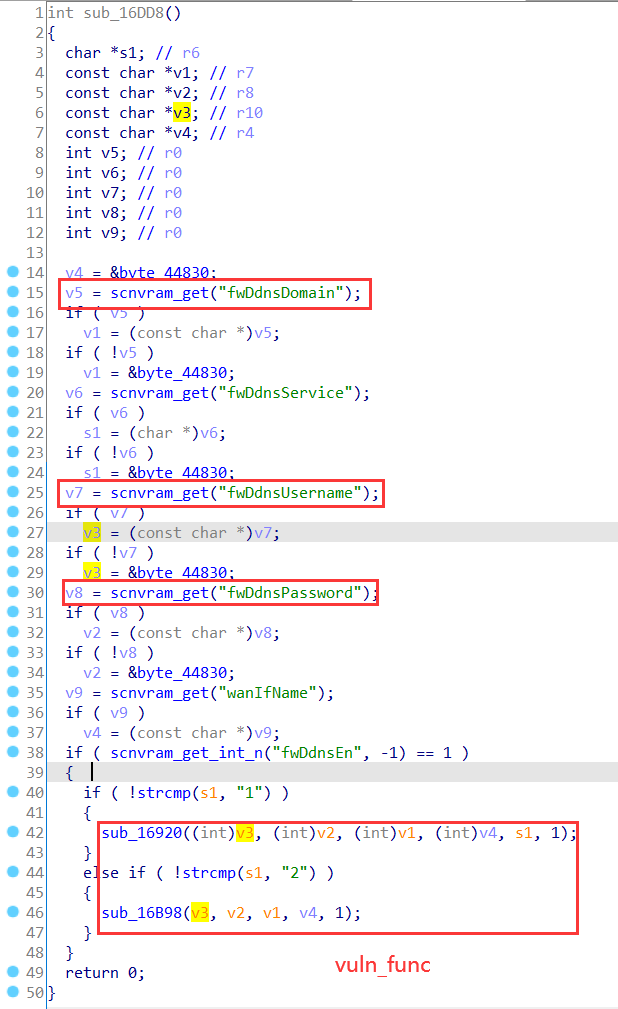 1 int sub_16DD8()
2 {
3 char *s1; // r6
4 const char *v1; // r7
5 const char *v2; // r8
6 const char *v3; // r10
7 const char *v4; // r4
8 int v5; // r0
9 int v6; // r0
10 int v7; // r0
11 int v8; // r0
12 int v9; // r0
13
14 v4 = &byte_44830;
15 v5 = scnvram_get("fwDdnsDomain");
16 if ( v5 )
17 v1 = (const char *)v5;
18 if ( !v5 )
19 v1 = &byte_44830;
20 v6 = scnvram_get("fwDdnsService");
21 if ( v6 )
22 s1 = (char *)v6;
23 if ( !v6 )
24 s1 = &byte_44830;
25 v7 = scnvram_get("fwDdnsUsername");
26 if ( v7 )
27 v3 = (const char *)v7;
28 if ( !v7 )
29 v3 = &byte_44830;
30 v8 = scnvram_get("fwDdnsPassword");
31 if ( v8 )
32 v2 = (const char *)v8;
33 if ( !v8 )
34 v2 = &byte_44830;
35 v9 = scnvram_get("wanIfName");
36 if ( v9 )
37 v4 = (const char *)v9;
38 if ( scnvram_get_int_n("fwDdnsEn", -1) == 1 )
39 {
40 if ( !strcmp(s1, "1") )
41 {
42 sub_16920((int)v3, (int)v2, (int)v1, (int)v4, s1, 1);
43 }
44 else if ( !strcmp(s1, "2") )
45 {
46 sub_16B98(v3, v2, v1, v4, 1);
47 }
48 }
49 return 0;
50 }
vuln_func